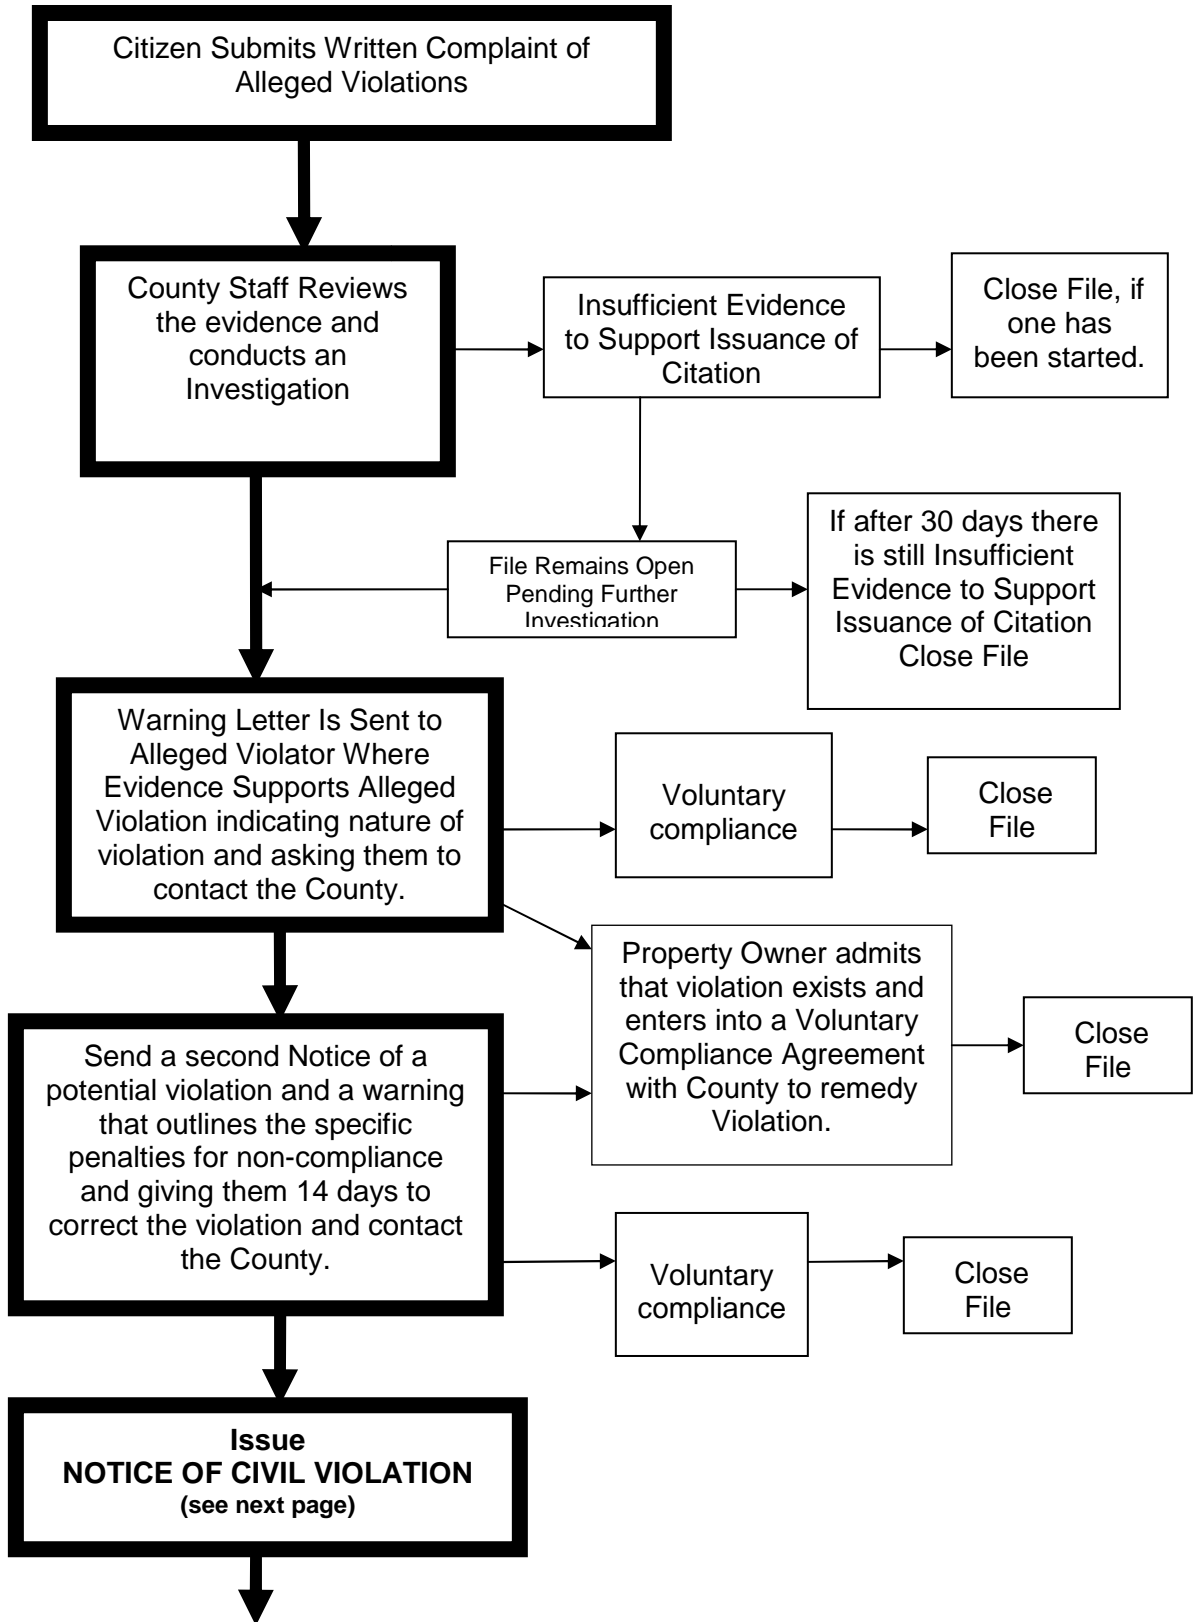 Citizen Submits Written Complaint of
Alleged Violations
County Staff Reviews
the evidence and
conducts an
Investigation
Insufficient Evidence
to Support Issuance of
Citation
Close File, if
one has
been started.
File Remains Open
Pending Further
Investigation
If after 30 days there
is still Insufficient
Evidence to Support
Issuance of Citation
Close File
Warning Letter Is Sent to
Alleged Violator Where
Evidence Supports Alleged
Violation indicating nature of
violation and asking them to
contact the County.
Voluntary
compliance
Close
File
Property Owner admits
that violation exists and
enters into a Voluntary
Compliance Agreement
with County to remedy
Violation.
Close
File
Send a second Notice of a
potential violation and a warning
that outlines the specific
penalties for non-compliance
and giving them 14 days to
correct the violation and contact
the County.
Voluntary
compliance
Close
File
Issue
NOTICE OF CIVIL VIOLATION
(see next page)